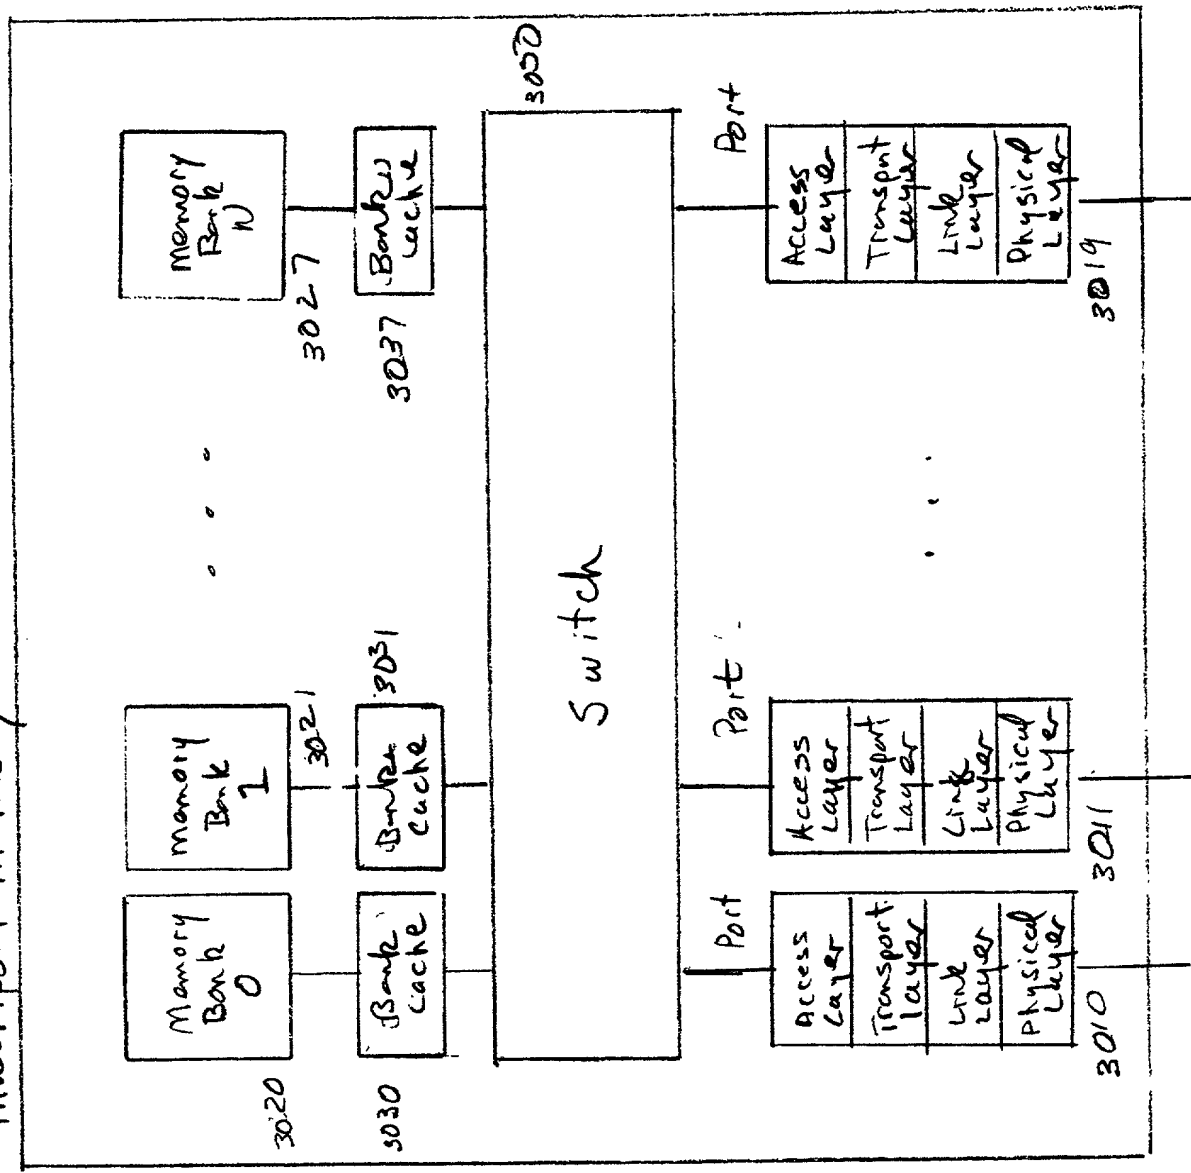 Memory
Bank
0
3020
Memory
Bank
1
3021
Memory
Bank
N
3027
Bank
Cache
3030
Bank
Cache
3031
Bank
Cache
3037
Switch
3050
Port
Access
Layer
Transport
Layer
Link
Layer
Physical
Layer
3010
Port
Access
Layer
Transport
Layer
Link
Layer
Physical
Layer
3011
Port
Access
Layer
Transport
Layer
Link
Layer
Physical
Layer
3019